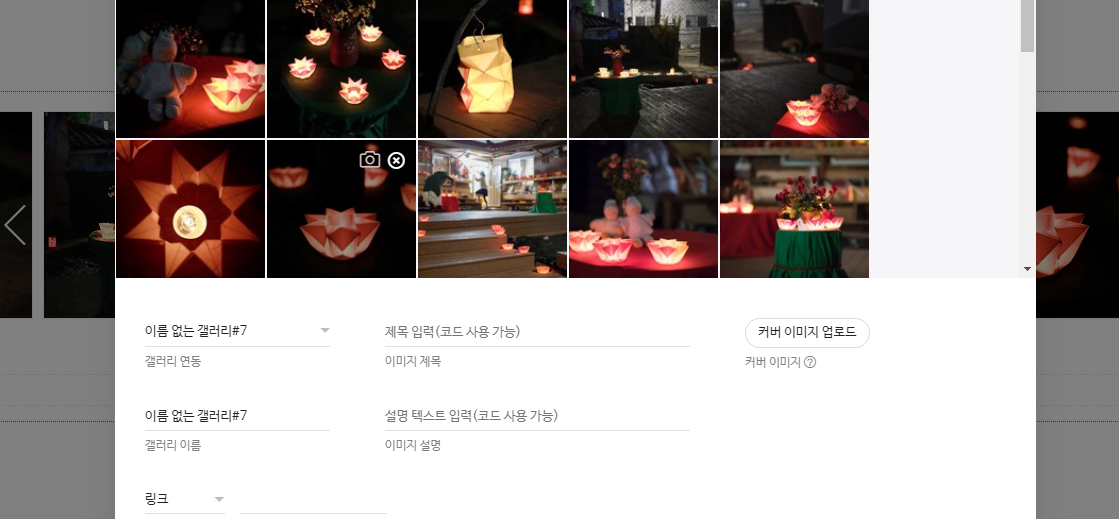 이름 없는 갤러리#7
제목 입력(코드 사용 가능)
커버 이미지 업로드
갤러리 연동
이미지 제목
커버 이미지 ?
이름 없는 갤러리#7
설명 텍스트 입력(코드 사용 가능)
갤러리 이름
이미지 설명
링크